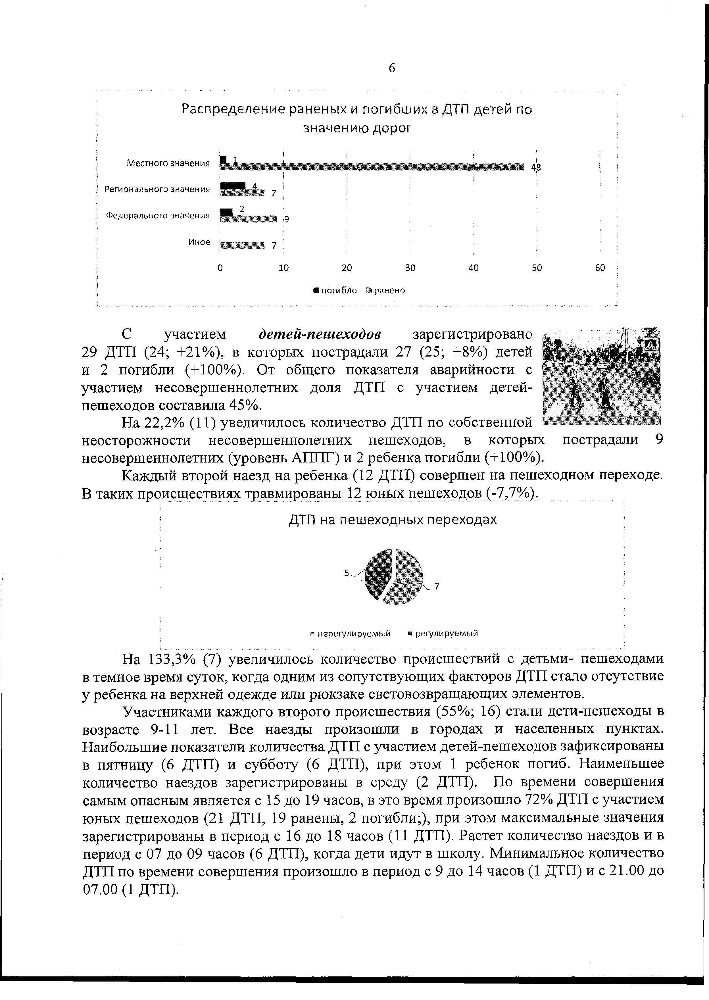 6
Распределение раненых и погибших в ДТП детей по
значению дорог
Местного значения
1
48
Регионального значения
4
7
Федерального значения
2
9
Иное
7
0 10 20 30 40 50 60
погибло ранено
С участием детей-пешеходов зарегистрировано
29 ДТП (24; +21%), в которых пострадали 27 (25; +8%) детей
и 2 погибли (+100%). От общего показателя аварийности с
участием несовершеннолетних доля ДТП с участием детей-
пешеходов составила 45%.
На 22,2% (11) увеличилось количество ДТП по собственной
неосторожности несовершеннолетних пешеходов, в которых пострадали 9
несовершеннолетних (уровень АППГ) и 2 ребенка погибли (+100%).
Каждый второй наезд на ребенка (12 ДТП) совершен на пешеходном переходе.
В таких происшествиях травмированы 12 юных пешеходов (-7,7%).
ДТП на пешеходных переходах
5
7
нерегулируемый регулируемый
На 133,3% (7) увеличилось количество происшествий с детьми- пешеходами
в темное время суток, когда одним из сопутствующих факторов ДТП стало отсутствие
у ребенка на верхней одежде или рюкзаке световозвращающих элементов.
Участниками каждого второго происшествия (55%; 16) стали дети-пешеходы в
возрасте 9-11 лет. Все наезды произошли в городах и населенных пунктах.
Наибольшие показатели количества ДТП с участием детей-пешеходов зафиксированы
в пятницу (6 ДТП) и субботу (6 ДТП), при этом 1 ребенок погиб. Наименьшее
количество наездов зарегистрированы в среду (2 ДТП). По времени совершения
самым опасным является с 15 до 19 часов, в это время произошло 72% ДТП с участием
юных пешеходов (21 ДТП, 19 ранены, 2 погибли;), при этом максимальные значения
зарегистрированы в период с 16 до 18 часов (11 ДТП). Растет количество наездов и в
период с 07 до 09 часов (6 ДТП), когда дети идут в школу. Минимальное количество
ДТП по времени совершения произошло в период с 9 до 14 часов (1 ДТП) и с 21.00 до
07.00 (1 ДТП).